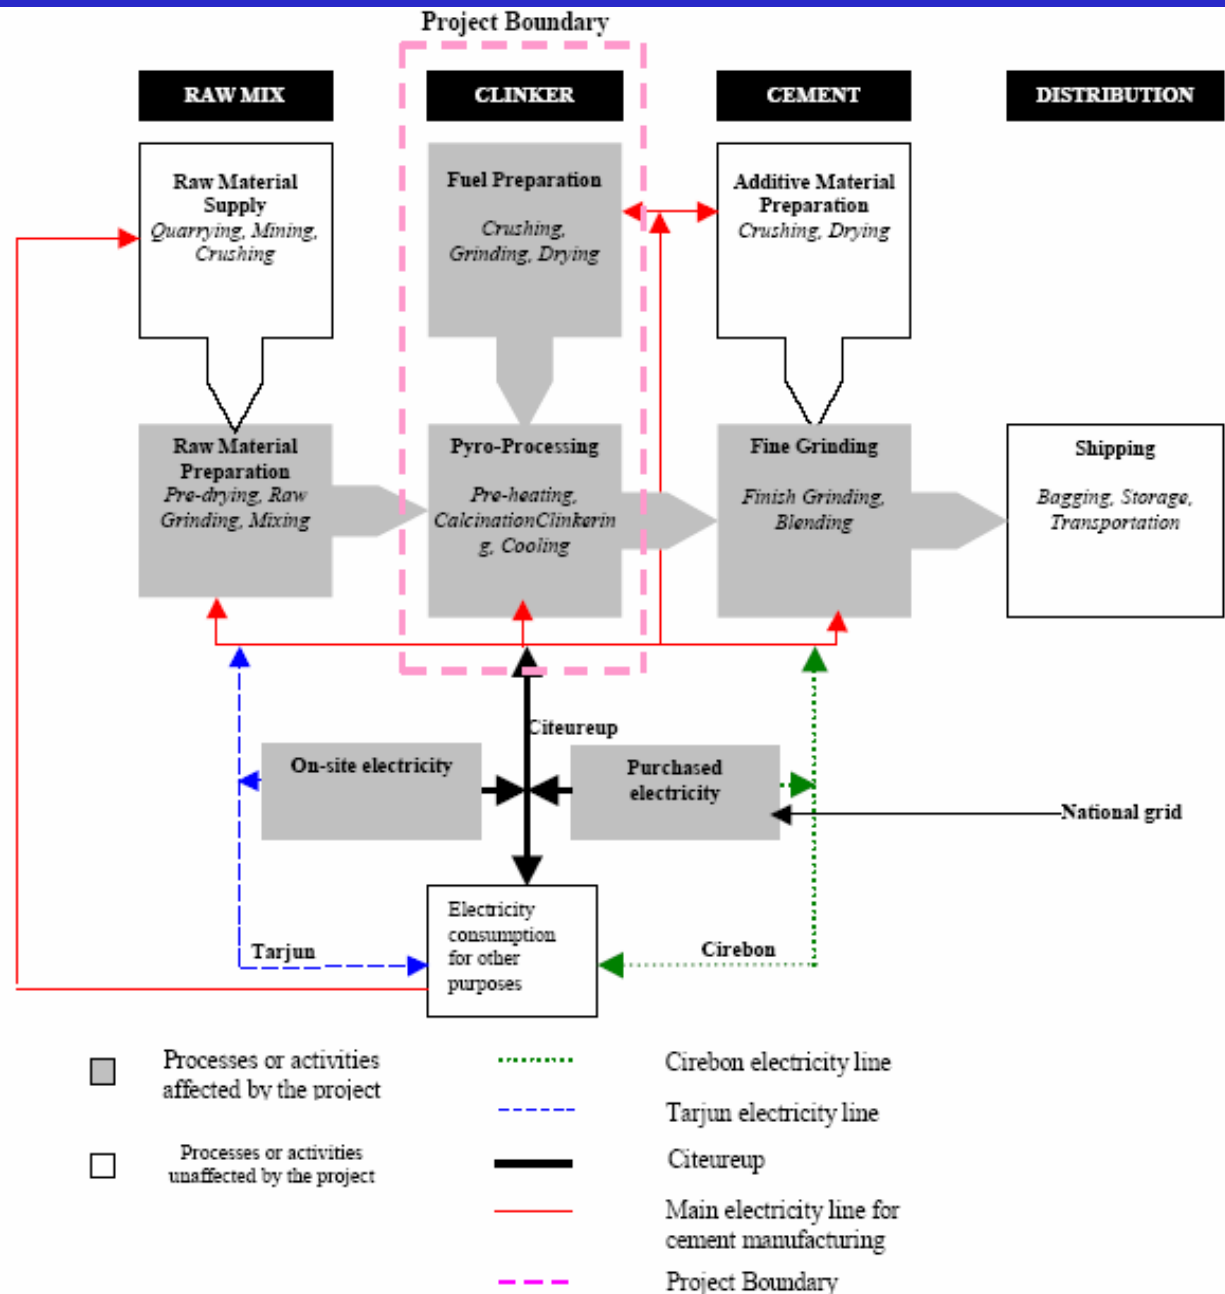 Project Boundary
RAW MIX
CLINKER
CEMENT
DISTRIBUTION
Raw Material
Supply
Quarrying, Mining,
Crushing
Fuel Preparation
Crushing,
Grinding, Drying
Additive Material
Preparation
Crushing, Drying
Raw Material
Preparation
Pre-drying, Raw
Grinding, Mixing
Pyro-Processing
Pre-heating,
CalcinationClinkerin
g, Cooling
Fine Grinding
Finish Grinding,
Blending
Shipping
Bagging, Storage,
Transportation
Citeureup
On-site electricity
Purchased
electricity
National grid
Electricity
consumption
for other
purposes
Tarjun
Cirebon
Processes or activities
affected by the project
Processes or activities
unaffected by the project
Cirebon electricity line
Tarjun electricity line
Citeureup
Main electricity line for
cement manufacturing
Project Boundary